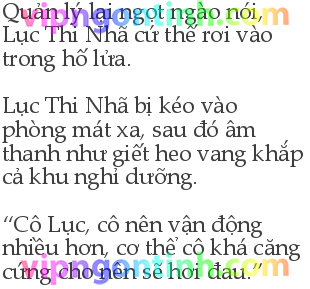 Quản lý lại ngọt ngào nói,
Lục Thi Nhã cứ thế rơi vào
trong hố lửa.

Lục Thi Nhã bị kéo vào
phòng mát xa, sau đó âm
thanh như giết heo vang khắp
cả khu nghỉ dưỡng.

“Cô Lục, cô nên vận động
nhiều hơn, cơ thể cô khá căng
cứng cho nên sẽ hơi đau.”
vipngontinh.com
vipngontinh.com